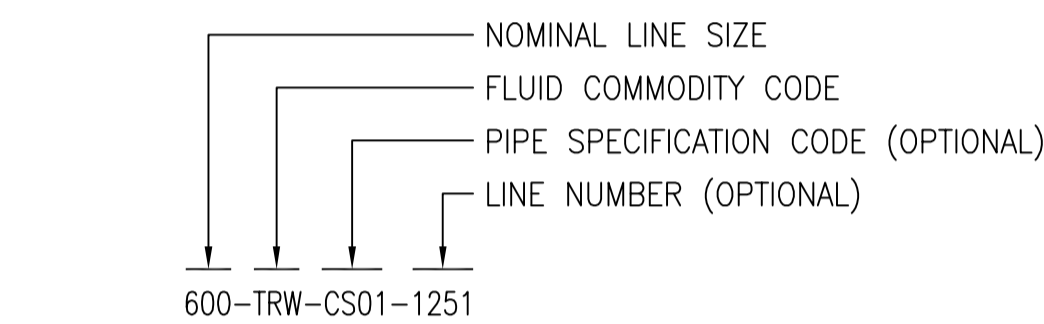 NOMINAL LINE SIZE
FLUID COMMODITY CODE
PIPE SPECIFICATION CODE (OPTIONAL)
LINE NUMBER (OPTIONAL)
600-TRW-CS01-1251